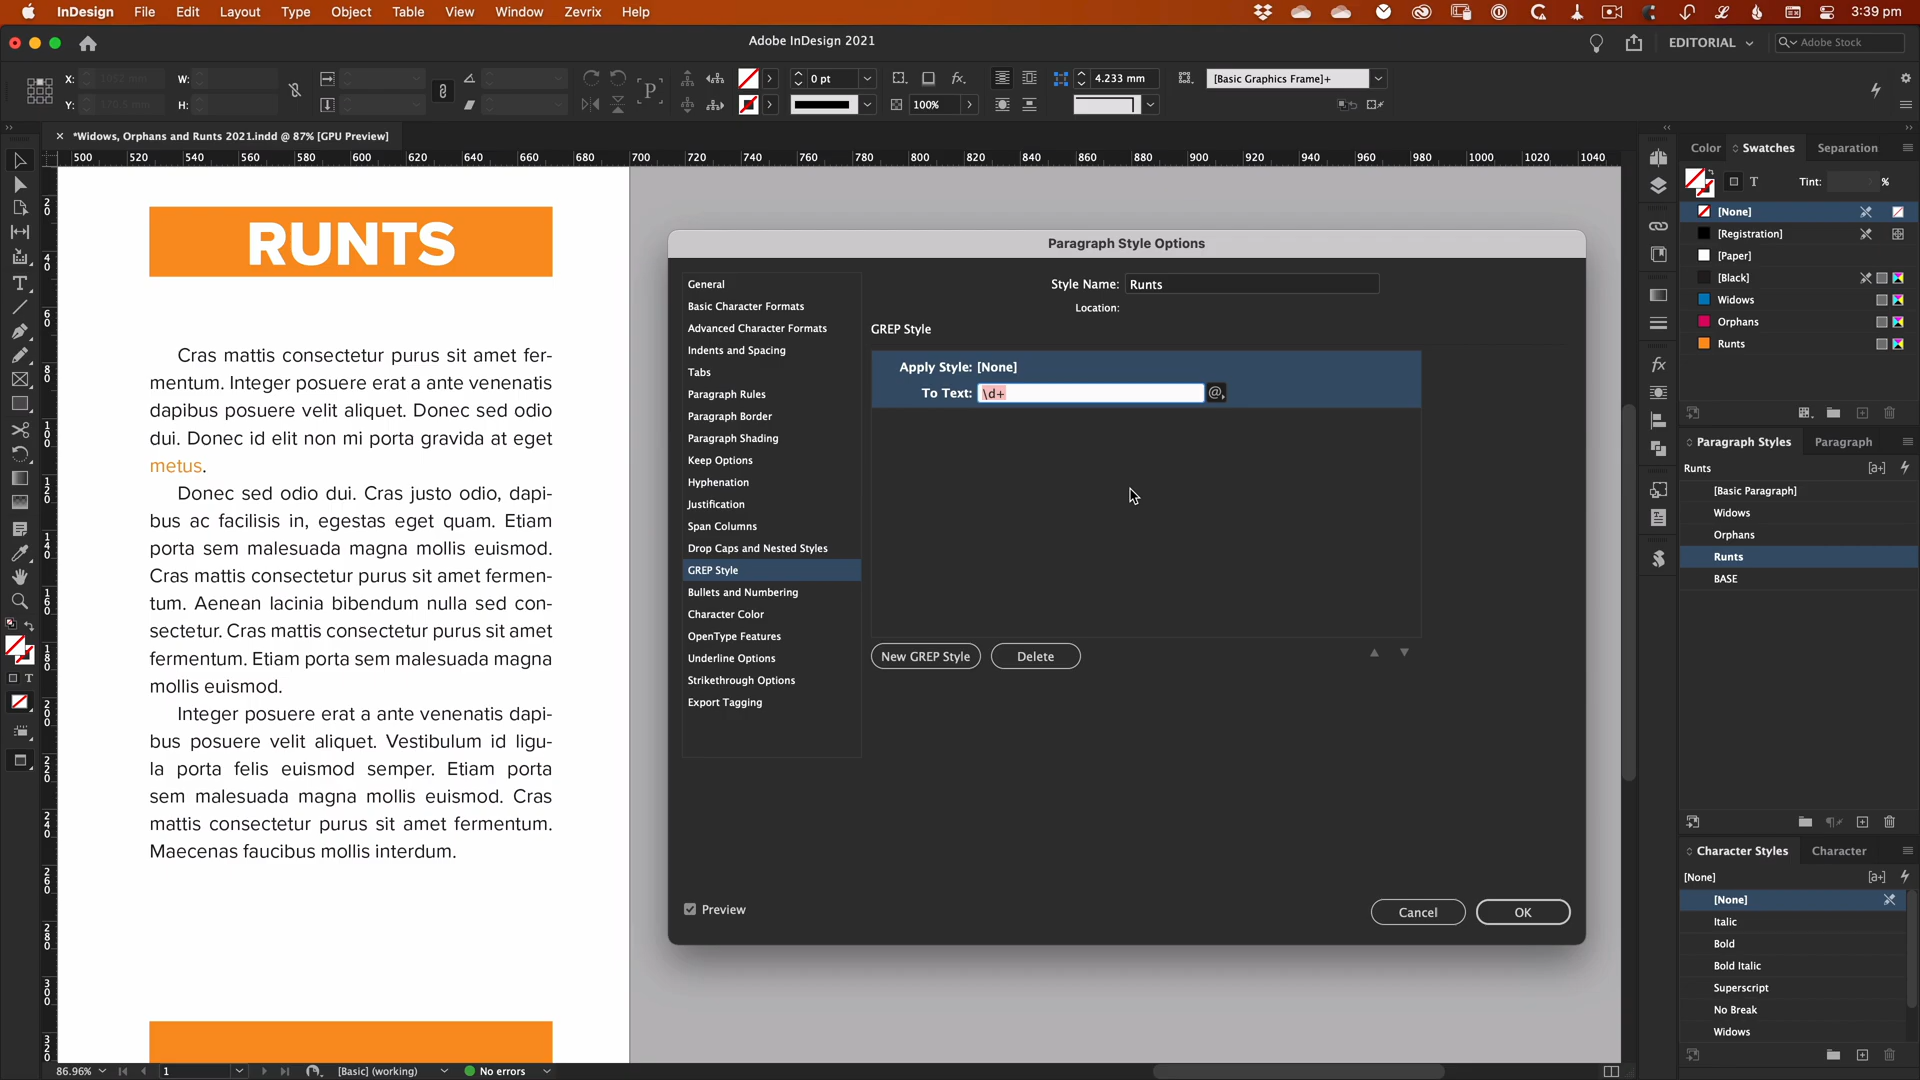 InDesign File Edit Layout Type Object Table View Window Zevrix Help 3:39 pm
Adobe InDesign 2021
EDITORIAL
Adobe Stock
X: W: 0 pt 4.233 mm [Basic Graphics Frame]+
Y: H: 100%
*Widows, Orphans and Runts 2021.indd @ 87% [GPU Preview]
500 520 540 560 580 600 620 640 660 680 700 720 740 760 780 800 820 840 860 880 900 920 940 960 980 1000 1020 1040
RUNTS
Cras mattis consectetur purus sit amet fer-
mentum. Integer posuere erat a ante venenatis
dapibus posuere velit aliquet. Donec sed odio
dui. Donec id elit non mi porta gravida at eget
metus.
Donec sed odio dui. Cras justo odio, dapi-
bus ac facilisis in, egestas eget quam. Etiam
porta sem malesuada magna mollis euismod.
Cras mattis consectetur purus sit amet fermen-
tum. Aenean lacinia bibendum nulla sed con-
sectetur. Cras mattis consectetur purus sit amet
fermentum. Etiam porta sem malesuada magna
mollis euismod.
Integer posuere erat a ante venenatis dapi-
bus posuere velit aliquet. Vestibulum id ligu-
la porta felis euismod semper. Etiam porta
sem malesuada magna mollis euismod. Cras
mattis consectetur purus sit amet fermentum.
Maecenas faucibus mollis interdum.
Paragraph Style Options
General
Basic Character Formats
Advanced Character Formats
Indents and Spacing
Tabs
Paragraph Rules
Paragraph Border
Paragraph Shading
Keep Options
Hyphenation
Justification
Span Columns
Drop Caps and Nested Styles
GREP Style
Bullets and Numbering
Character Color
OpenType Features
Underline Options
Strikethrough Options
Export Tagging
Style Name: Runts
Location:
GREP Style
Apply Style: [None]
To Text: \d+
New GREP Style Delete
Preview
Cancel OK
Color Swatches Separation
Tint: %
[None]
[Registration]
[Paper]
[Black]
Widows
Orphans
Runts
Paragraph Styles Paragraph
Runts
[Basic Paragraph]
Widows
Orphans
Runts
BASE
Character Styles Character
[None]
[None]
Italic
Bold
Bold Italic
Superscript
No Break
Widows
86.96% 1 [Basic] (working) No errors